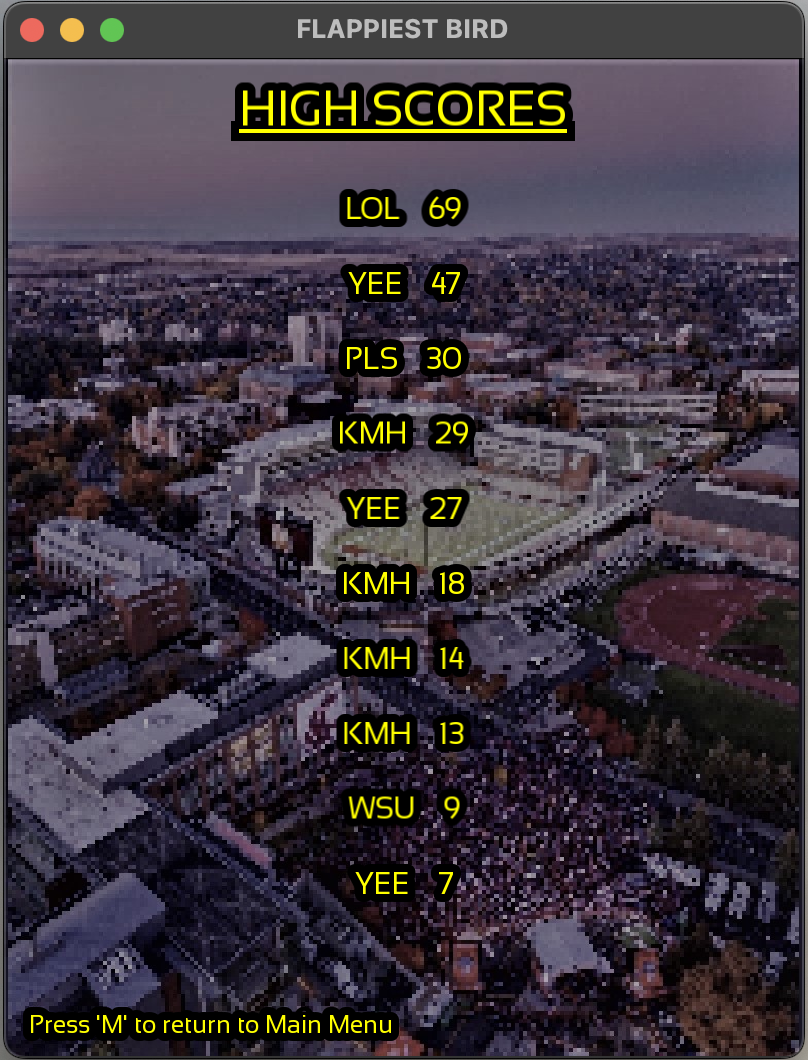 FLAPPIEST BIRD
HIGH SCORES
LOL 69
YEE 47
PLS 30
KMH 29
YEE 27
KMH 18
KMH 14
KMH 13
WSU 9
YEE 7
Press 'M' to return to Main Menu